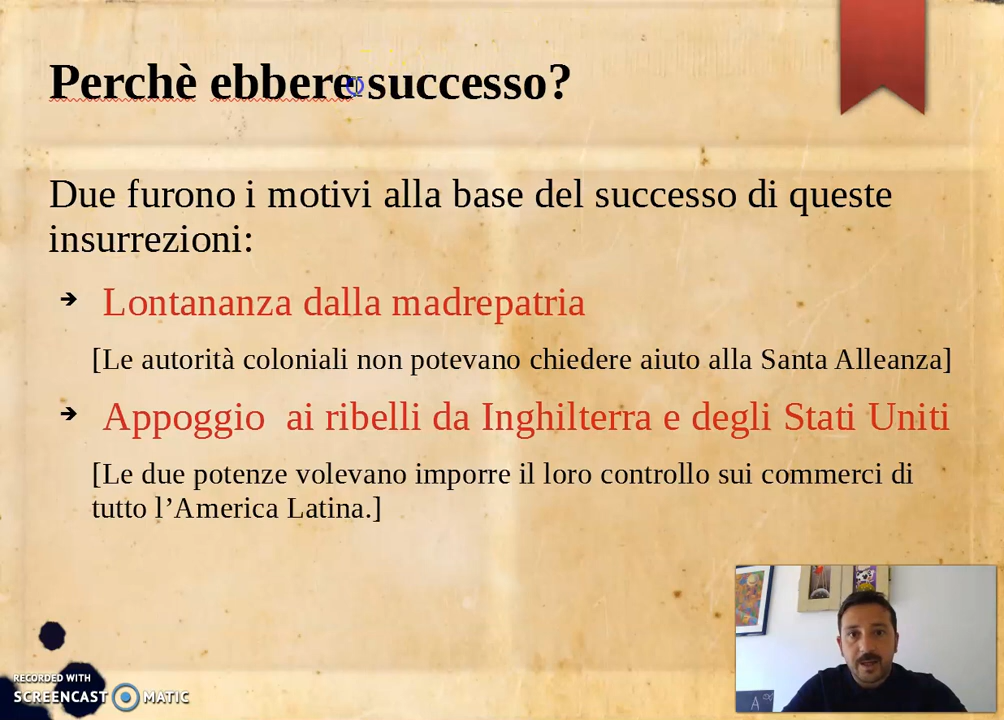 Perchè ebbero successo?
Due furono i motivi alla base del successo di queste
insurrezioni:
➔ Lontananza dalla madrepatria
[Le autorità coloniali non potevano chiedere aiuto alla Santa Alleanza]
➔ Appoggio ai ribelli da Inghilterra e degli Stati Uniti
[Le due potenze volevano imporre il loro controllo sui commerci di
tutto l’America Latina.]
RECORDED WITH
SCREENCAST MATIC
A